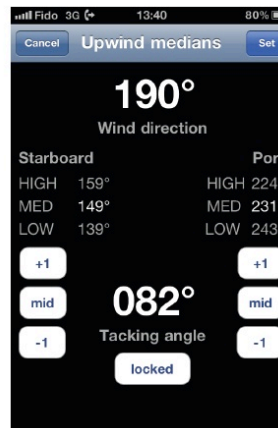 Fido 3G 13:40 80%
Cancel Upwind medians Set
190°
Wind direction
Starboard
HIGH 159° HIGH 224
MED 149° MED 231
LOW 139° LOW 243
+1 +1
mid 082° mid
-1 Tacking angle -1
locked